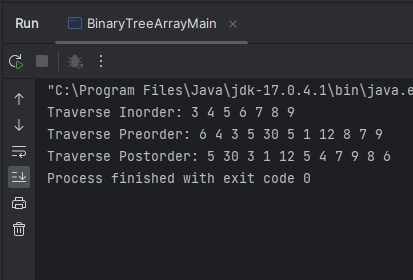 Run
BinaryTreeArrayMain
"C:\Program Files\Java\jdk-17.0.4.1\bin\java.e
Traverse Inorder: 3 4 5 6 7 8 9
Traverse Preorder: 6 4 3 5 30 5 1 12 8 7 9
Traverse Postorder: 5 30 3 1 12 5 4 7 9 8 6
Process finished with exit code 0